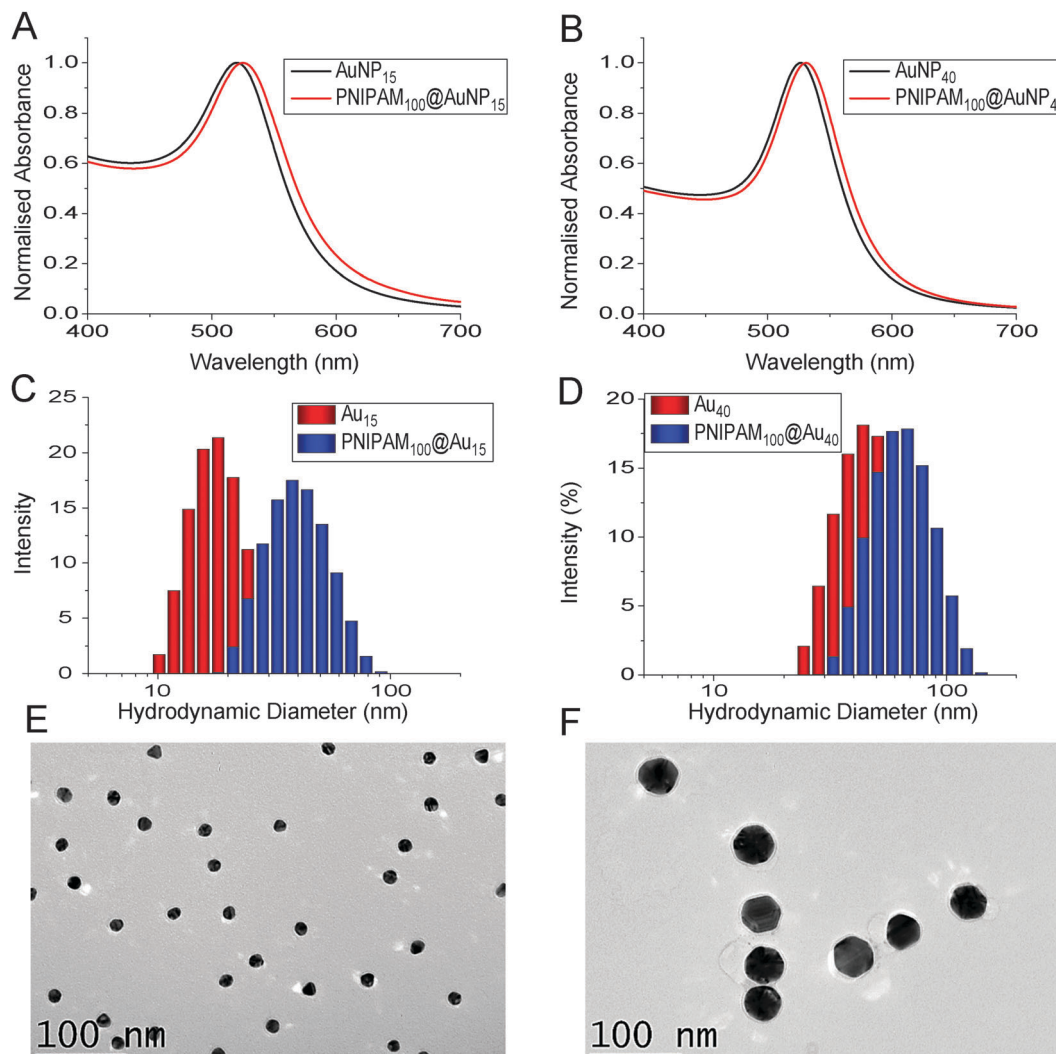 A
AuNP15
PNIPAM100@AuNP15
1.0
0.8
0.6
0.4
0.2
0.0
400
500
600
700
Normalised Absorbance
Wavelength (nm)
B
AuNP40
PNIPAM100@AuNP4
1.0
0.8
0.6
0.4
0.2
0.0
400
500
600
700
Normalised Absorbance
Wavelength (nm)
C
Au15
PNIPAM100@Au15
25
20
15
10
5
0
10
100
Intensity
Hydrodynamic Diameter (nm)
D
Au40
PNIPAM100@Au40
20
15
10
5
0
10
100
Intensity (%)
Hydrodynamic Diameter (nm)
E
100 nm
F
100 nm